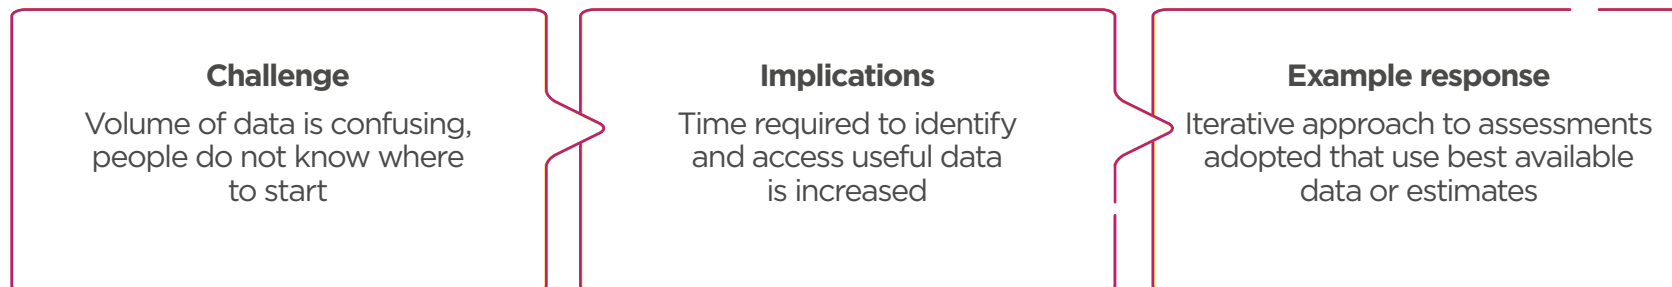 Challenge
Volume of data is confusing,
people do not know where
to start
Implications
Time required to identify
and access useful data
is increased
Example response
Iterative approach to assessments
adopted that use best available
data or estimates